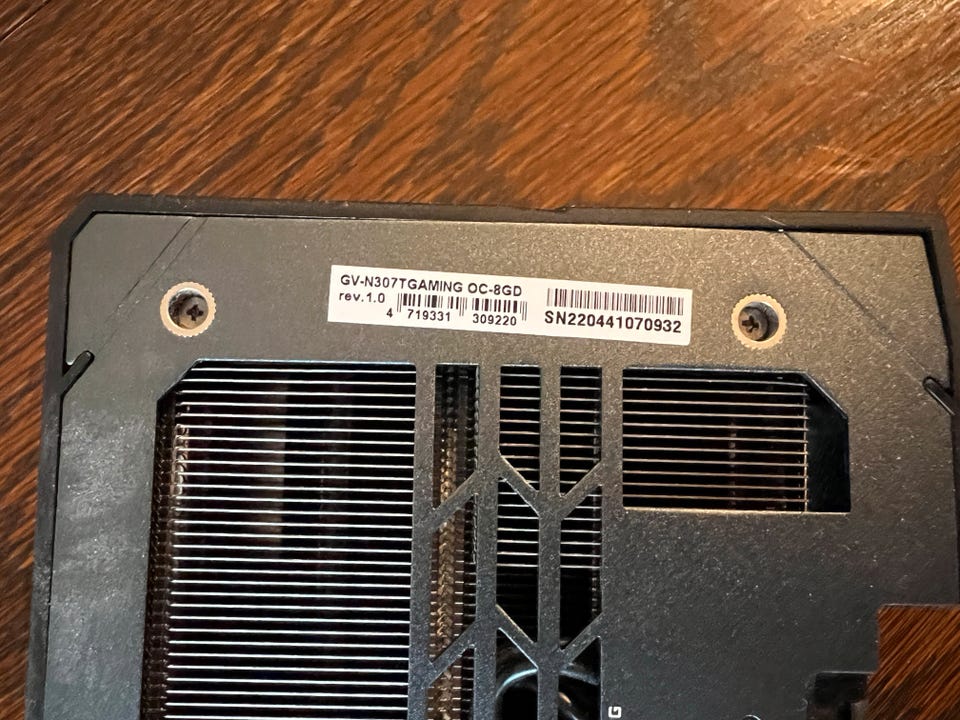 GV-N307TGAMING OC-8GD
rev.1.0
4 719331 309220
SN220441070932
G